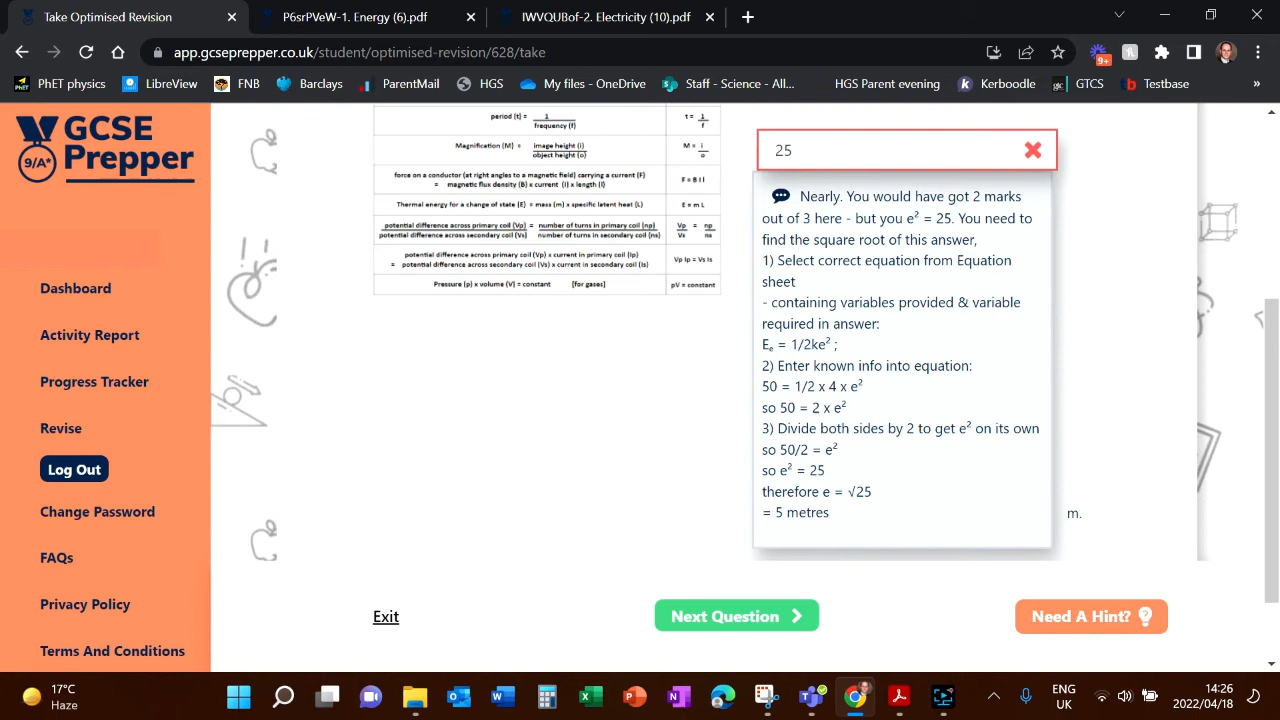 Take Optimised Revision
P6srPVeW-1. Energy (6).pdf
IWVQUBof-2. Electricity (10).pdf
app.gcseprepper.co.uk/student/optimised-revision/628/take
9+
PhET physics
LibreView
FNB
Barclays
ParentMail
HGS
My files - OneDrive
Staff - Science - All...
HGS Parent evening
Kerboodle
GTCS
Testbase
»
GCSE
9/A*
Prepper
Dashboard
Activity Report
Progress Tracker
Revise
Log Out
Change Password
FAQs
Privacy Policy
Terms And Conditions
period (t) = 1
frequency (f)
t = 1
f
Magnification (M) = image height (i)
object height (o)
M = i
o
force on a conductor (at right angles to a magnetic field) carrying a current (F)
= magnetic flux density (B) x current (I) x length (l)
F = B I l
Thermal energy for a change of state (E) = mass (m) x specific latent heat (L)
E = m L
potential difference across primary coil (Vp) = number of turns in primary coil (np)
potential difference across secondary coil (Vs) number of turns in secondary coil (ns)
Vp = np
Vs ns
potential difference across primary coil (Vp) x current in primary coil (Ip)
= potential difference across secondary coil (Vs) x current in secondary coil (Is)
Vp Ip = Vs Is
Pressure (p) x volume (V) = constant [for gases]
pV = constant
25
Nearly. You would have got 2 marks
out of 3 here - but you e² = 25. You need to
find the square root of this answer,
1) Select correct equation from Equation
sheet
- containing variables provided & variable
required in answer:
Eₑ = 1/2ke² ;
2) Enter known info into equation:
50 = 1/2 x 4 x e²
so 50 = 2 x e²
3) Divide both sides by 2 to get e² on its own
so 50/2 = e²
so e² = 25
therefore e = √25
= 5 metres
m.
Exit
Next Question
Need A Hint?
17°C
Haze
ENG
UK
14:26
2022/04/18